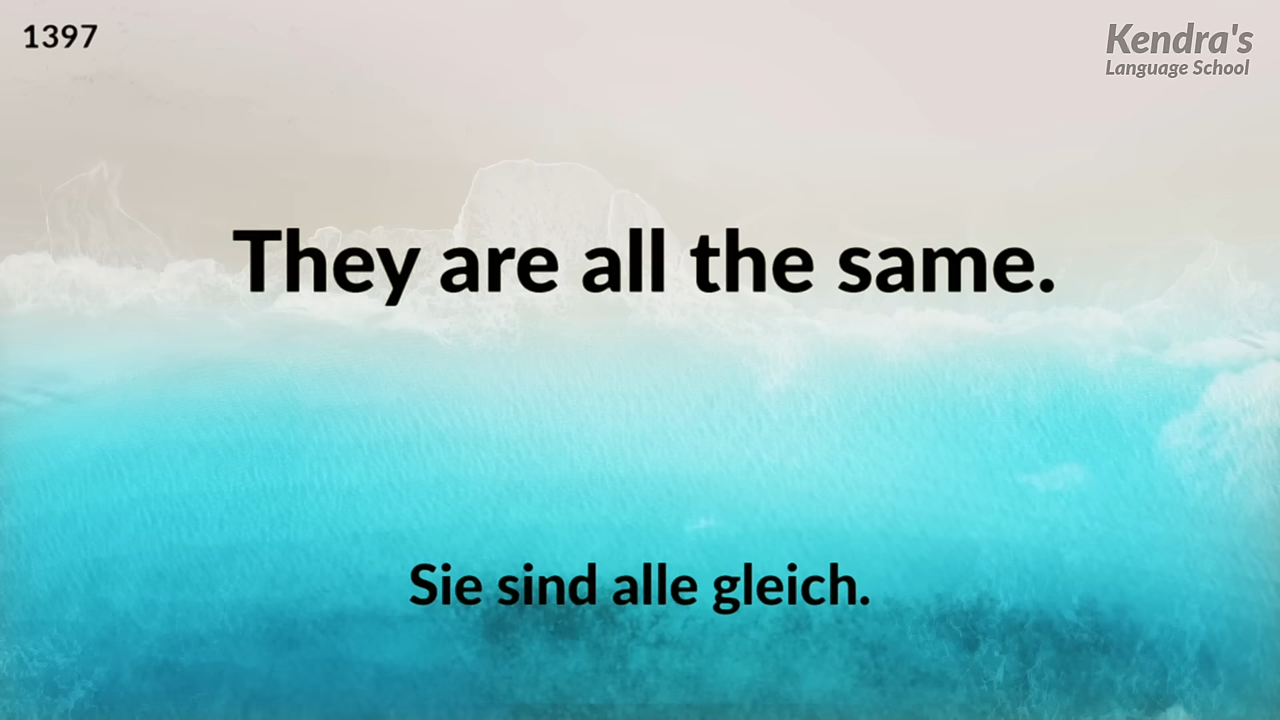 1397
Kendra's
Language School
They are all the same.
Sie sind alle gleich.